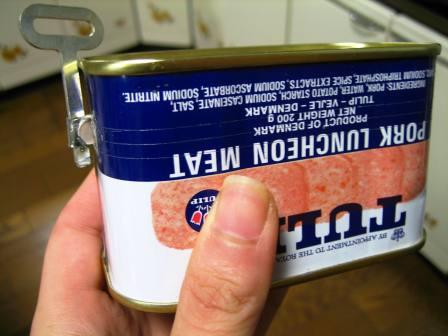 BY APPOINTMENT TO THE ROYAL
TULI
TULIP
PORK LUNCHEON MEAT
PRODUCT OF DENMARK
NET WEIGHT 200 g
TULIP - VEJLE - DENMARK
INGREDIENTS: PORK, WATER, POTATO STARCH, SODIUM CASEINATE, SALT,
SODIUM TRIPHOSPHATE, SPICE EXTRACTS, SODIUM ASCORBATE, SODIUM NITRITE.